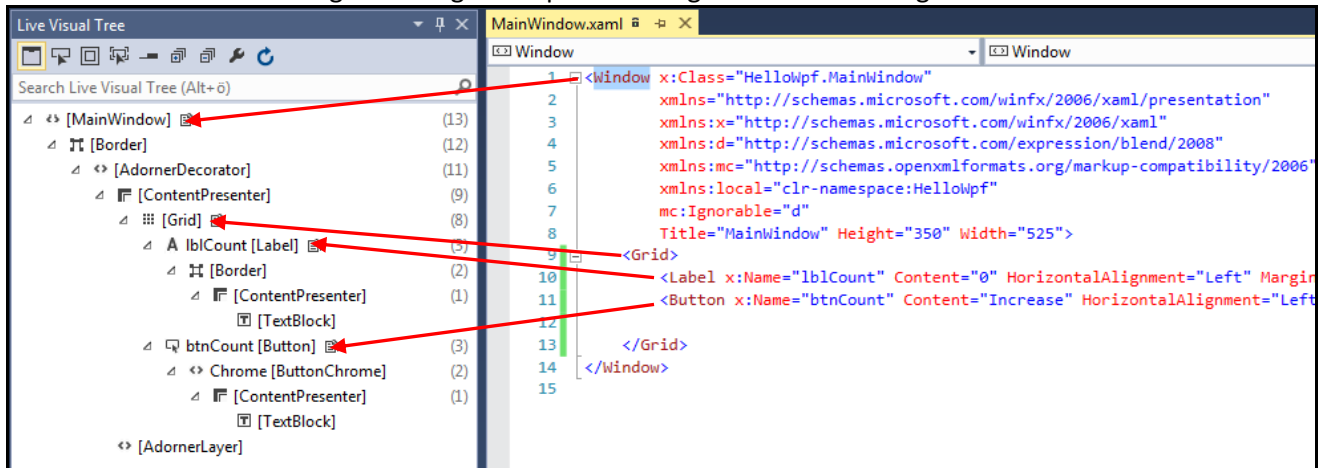 Live Visual Tree
Search Live Visual Tree (Alt+ö)
[MainWindow] (13)
[Border] (12)
[AdornerDecorator] (11)
[ContentPresenter] (9)
[Grid] (8)
lblCount [Label] (3)
[Border] (2)
[ContentPresenter] (1)
[TextBlock]
btnCount [Button] (3)
Chrome [ButtonChrome] (2)
[ContentPresenter] (1)
[TextBlock]
[AdornerLayer]
MainWindow.xaml
Window Window
1 <Window x:Class="HelloWpf.MainWindow"
2 xmlns="http://schemas.microsoft.com/winfx/2006/xaml/presentation"
3 xmlns:x="http://schemas.microsoft.com/winfx/2006/xaml"
4 xmlns:d="http://schemas.microsoft.com/expression/blend/2008"
5 xmlns:mc="http://schemas.openxmlformats.org/markup-compatibility/2006"
6 xmlns:local="clr-namespace:HelloWpf"
7 mc:Ignorable="d"
8 Title="MainWindow" Height="350" Width="525">
9 <Grid>
10 <Label x:Name="lblCount" Content="0" HorizontalAlignment="Left" Margin
11 <Button x:Name="btnCount" Content="Increase" HorizontalAlignment="Left
12
13 </Grid>
14 </Window>
15